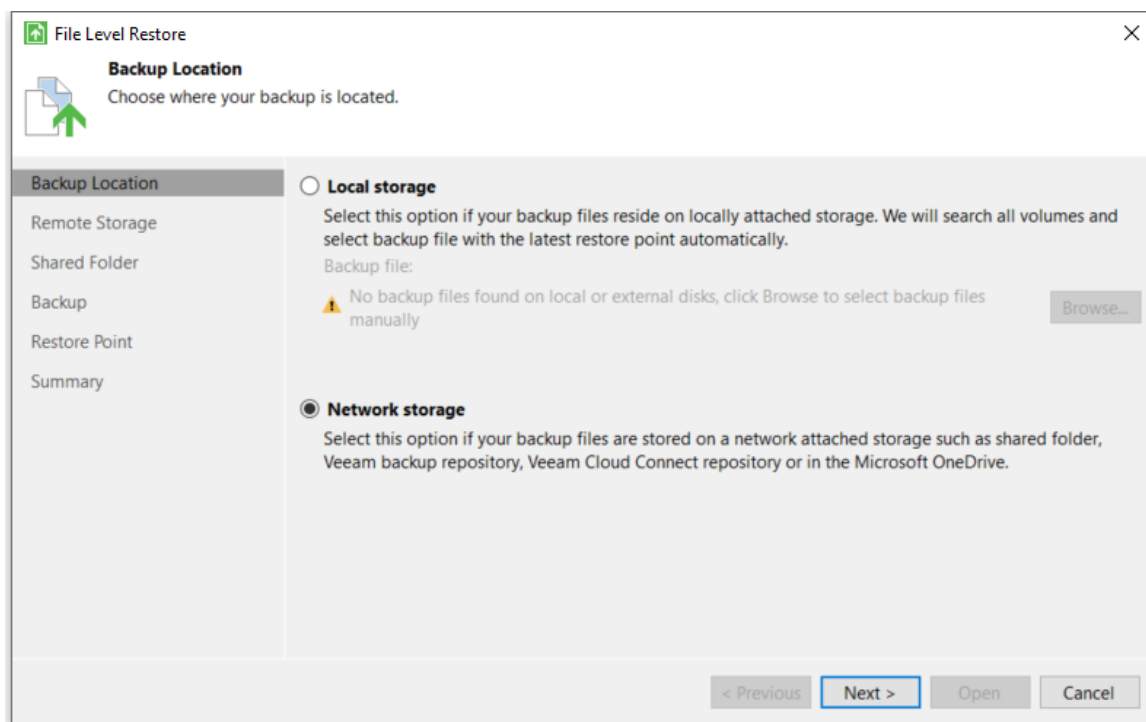 File Level Restore
Backup Location
Choose where your backup is located.
Backup Location
Remote Storage
Shared Folder
Backup
Restore Point
Summary
Local storage
Select this option if your backup files reside on locally attached storage. We will search all volumes and
select backup file with the latest restore point automatically.
Backup file:
No backup files found on local or external disks, click Browse to select backup files
manually
Browse...
Network storage
Select this option if your backup files are stored on a network attached storage such as shared folder,
Veeam backup repository, Veeam Cloud Connect repository or in the Microsoft OneDrive.
< Previous
Next >
Open
Cancel